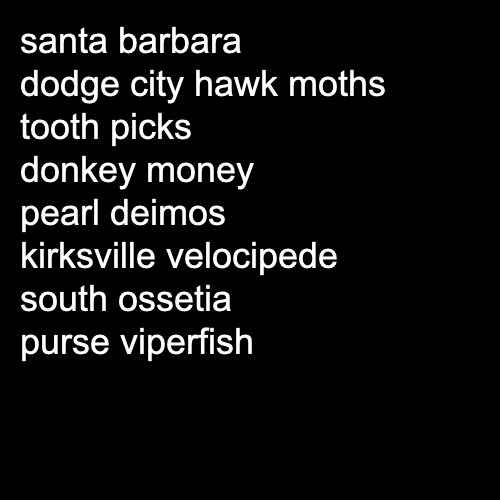 santa barbara
dodge city hawk moths
tooth picks
donkey money
pearl deimos
kirksville velocipede
south ossetia
purse viperfish